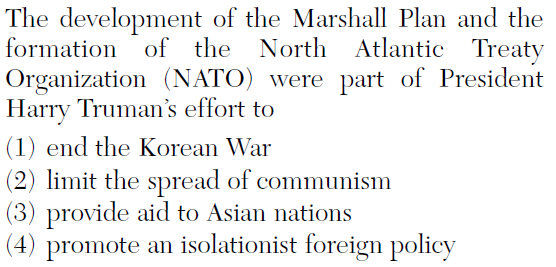 The development of the Marshall Plan and the
formation of the North Atlantic Treaty
Organization (NATO) were part of President
Harry Truman's effort to
(1) end the Korean War
(2) limit the spread of communism
(3) provide aid to Asian nations
(4) promote an isolationist foreign policy